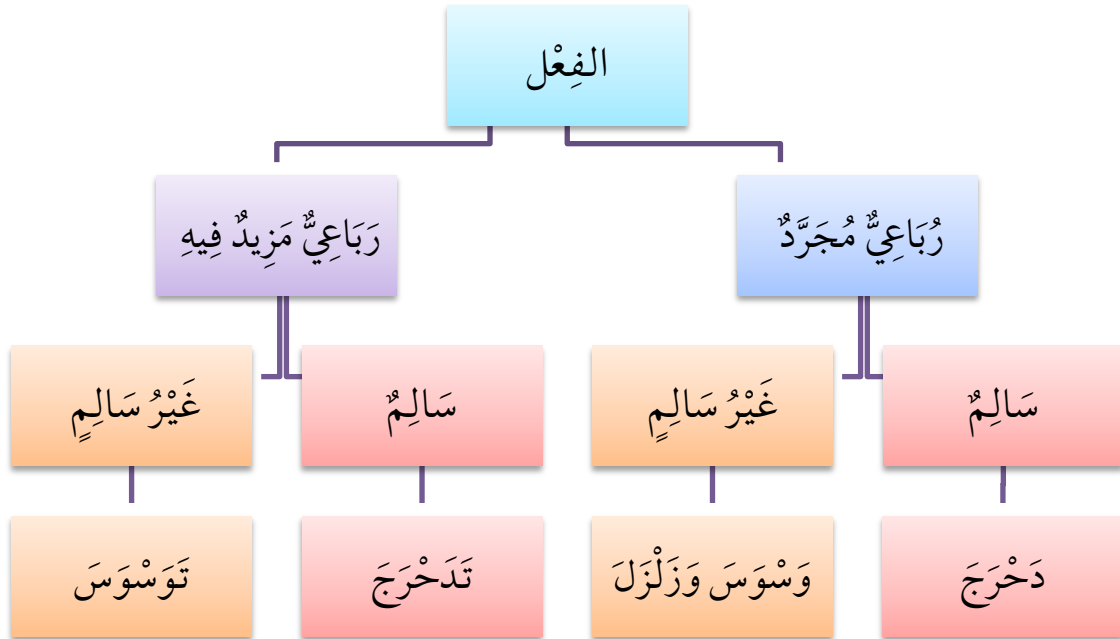 الفِعْل
رُبَاعِيٌّ مُجَرَّدٌ
رَبَاعِيٌّ مَزِيدٌ فِيهِ
سَالِمٌ
غَيْرُ سَالِمٍ
سَالِمٌ
غَيْرُ سَالِمٍ
دَحْرَجَ
وَسْوَسَ وَزَلْزَلَ
تَدَحْرَجَ
تَوَسْوَسَ